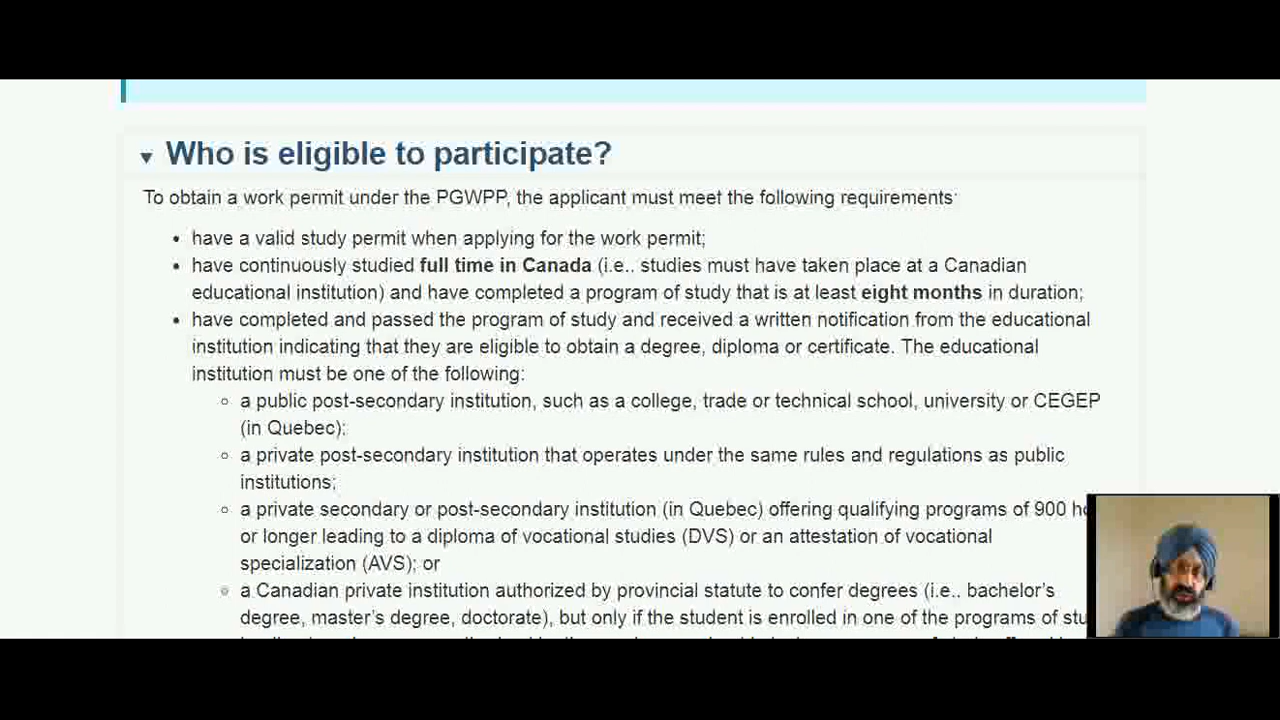 Who is eligible to participate?
To obtain a work permit under the PGWPP, the applicant must meet the following requirements:
• have a valid study permit when applying for the work permit;
• have continuously studied full time in Canada (i.e.. studies must have taken place at a Canadian
educational institution) and have completed a program of study that is at least eight months in duration;
• have completed and passed the program of study and received a written notification from the educational
institution indicating that they are eligible to obtain a degree, diploma or certificate. The educational
institution must be one of the following:
◦ a public post-secondary institution, such as a college, trade or technical school, university or CEGEP
(in Quebec);
◦ a private post-secondary institution that operates under the same rules and regulations as public
institutions;
◦ a private secondary or post-secondary institution (in Quebec) offering qualifying programs of 900
or longer leading to a diploma of vocational studies (DVS) or an attestation of vocational
specialization (AVS); or
◦ a Canadian private institution authorized by provincial statute to confer degrees (i.e.. bachelor's
degree, master's degree, doctorate), but only if the student is enrolled in one of the programs of